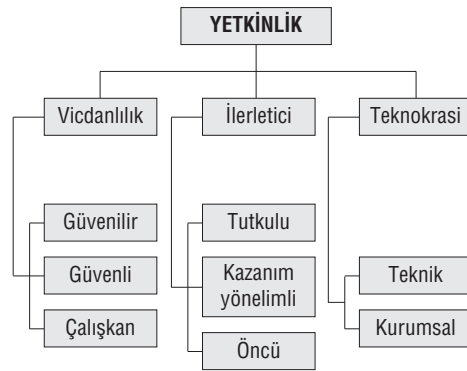 YETKİNLİK
Vicdanlılık
İlerletici
Teknokrasi
Güvenilir
Güvenli
Çalışkan
Tutkulu
Kazanım
yönelimli
Öncü
Teknik
Kurumsal